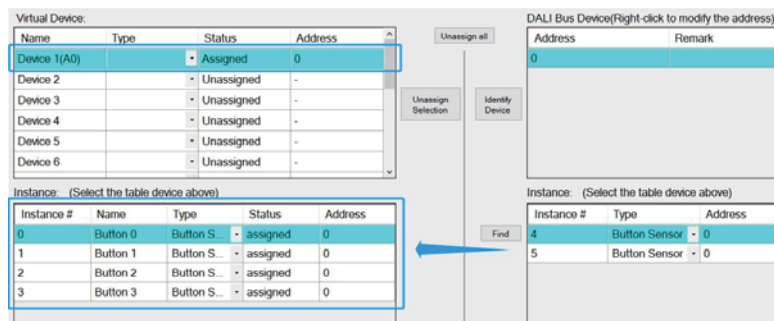 Virtual Device:
DALI Bus Device(Right-click to modify the address)
Name Type Status Address
Device 1(A0) Assigned 0
Device 2 Unassigned -
Device 3 Unassigned -
Device 4 Unassigned -
Device 5 Unassigned -
Device 6 Unassigned -
Unassign all
Unassign
Selection
Identify
Device
Address Remark
0
Instance: (Select the table device above)
Instance # Name Type Status Address
0 Button 0 Button S... assigned 0
1 Button 1 Button S... assigned 0
2 Button 2 Button S... assigned 0
3 Button 3 Button S... assigned 0
Find
Instance: (Select the table device above)
Instance # Type Address
4 Button Sensor 0
5 Button Sensor 0